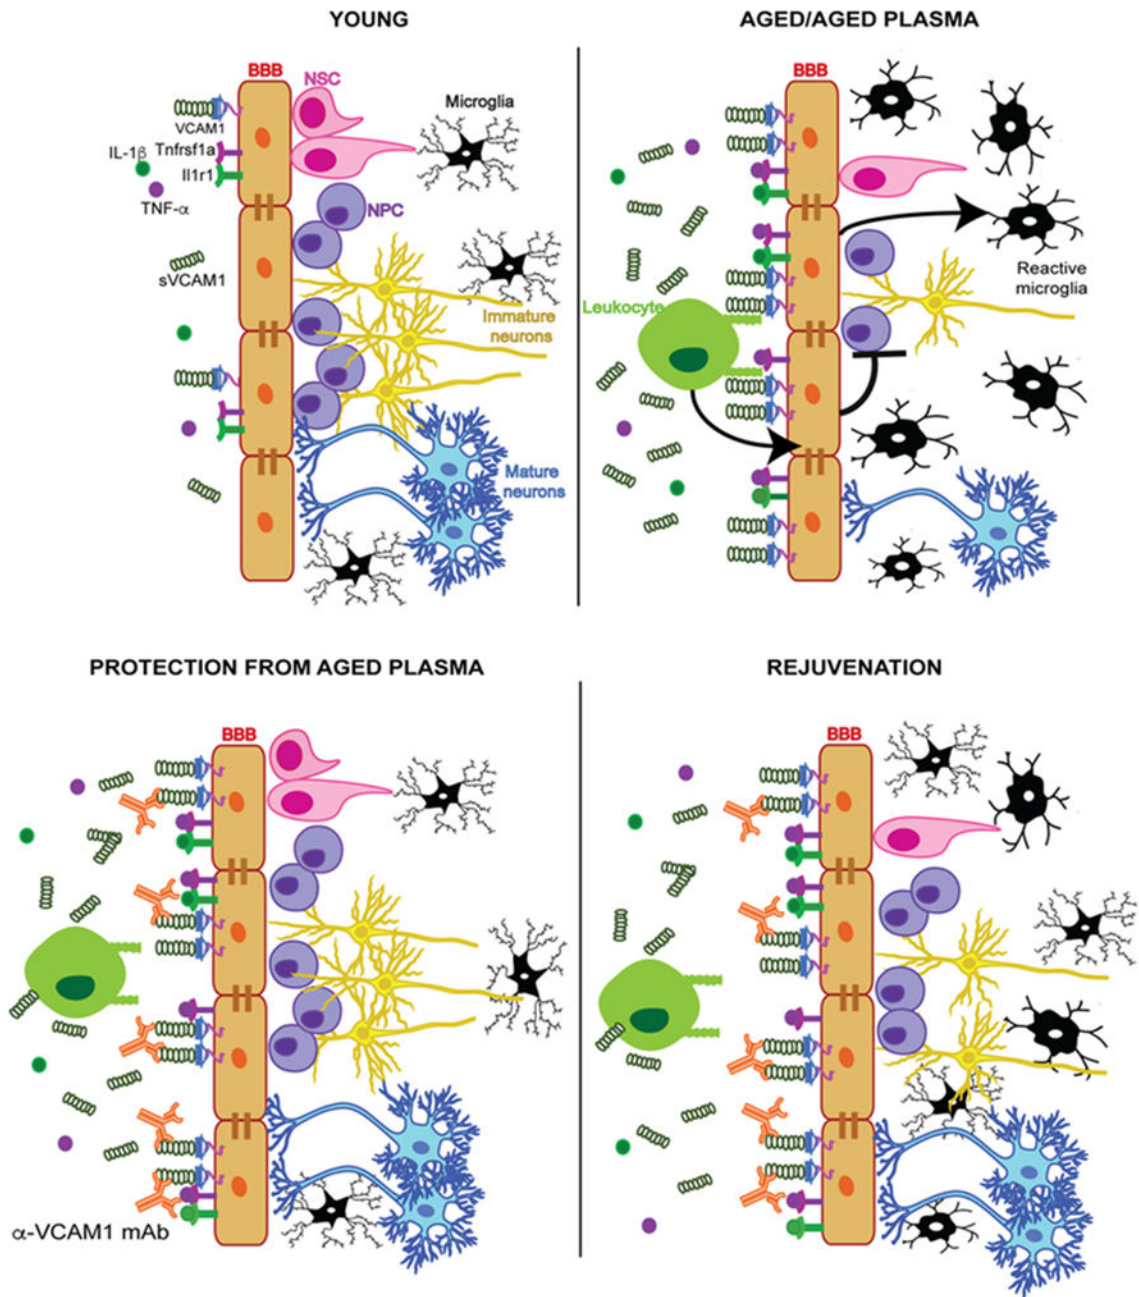 YOUNG
BBB
NSC
Microglia
VCAM1
IL-1β Tnfrsf1a
Il1r1
TNF-α
NPC
sVCAM1
Immature
neurons
Mature
neurons
AGED/AGED PLASMA
BBB
Reactive
microglia
Leukocyte
PROTECTION FROM AGED PLASMA
BBB
α-VCAM1 mAb
REJUVENATION
BBB